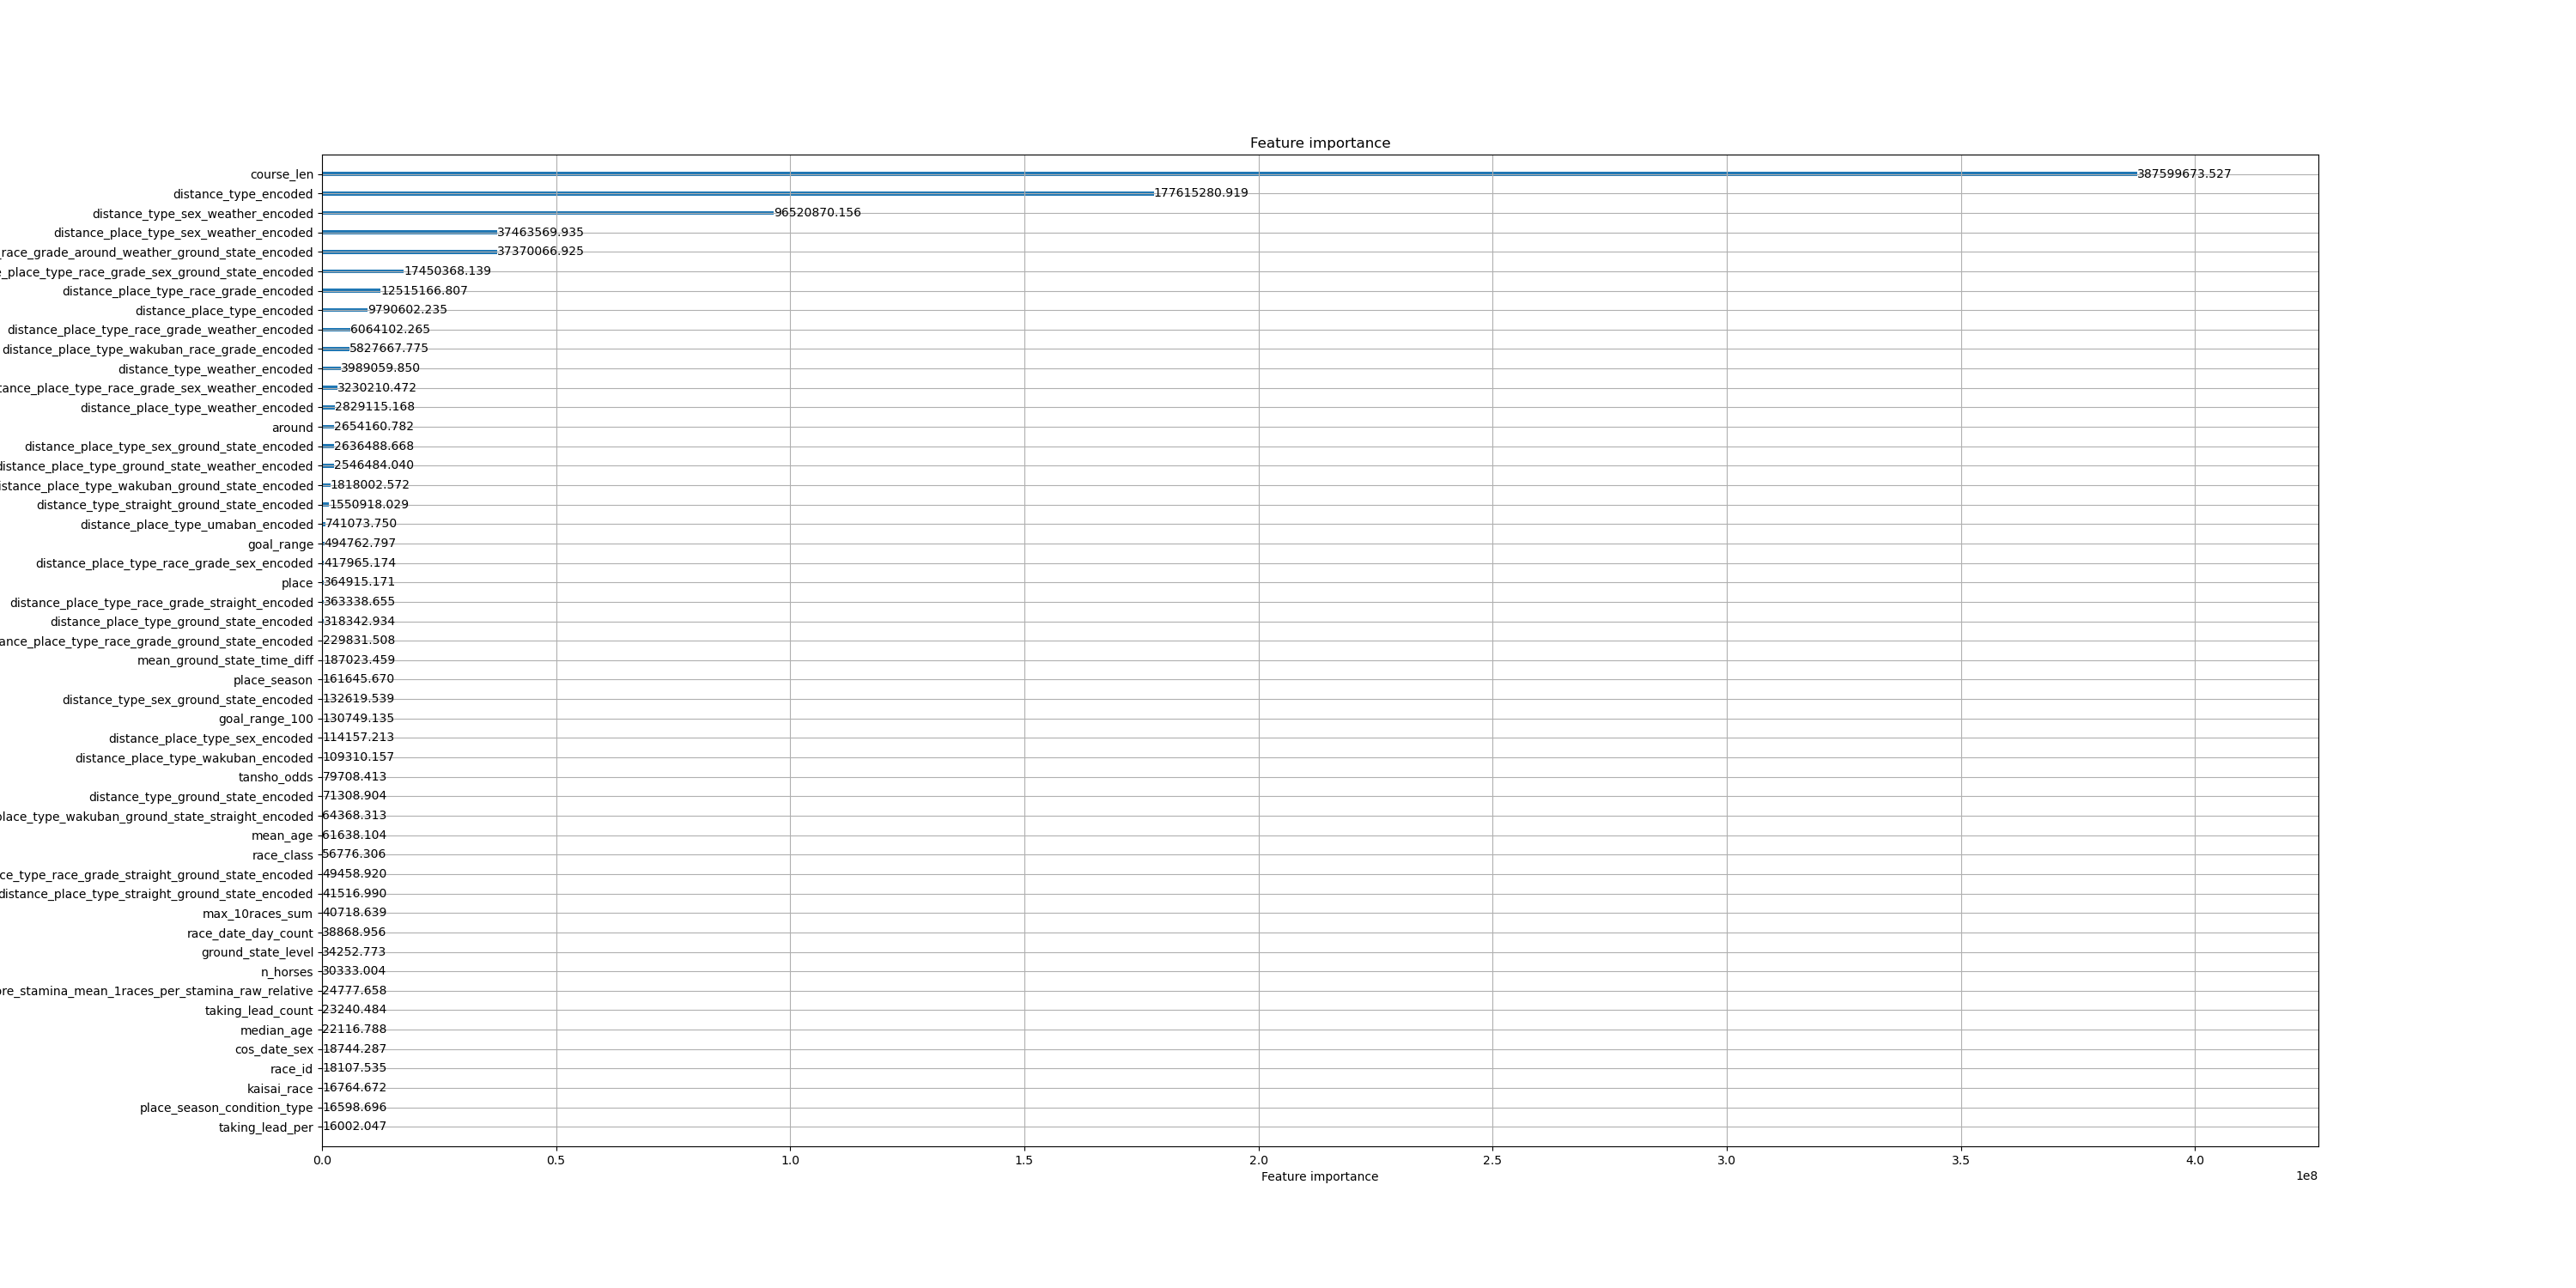 Feature importance
course_len 387599673.527
distance_type_encoded 177615280.919
distance_type_sex_weather_encoded 96520870.156
distance_place_type_sex_weather_encoded 37463569.935
_race_grade_around_weather_ground_state_encoded 37370066.925
_place_type_race_grade_sex_ground_state_encoded 17450368.139
distance_place_type_race_grade_encoded 12515166.807
distance_place_type_encoded 9790602.235
distance_place_type_race_grade_weather_encoded 6064102.265
distance_place_type_wakuban_race_grade_encoded 5827667.775
distance_type_weather_encoded 3989059.850
tance_place_type_race_grade_sex_weather_encoded 3230210.472
distance_place_type_weather_encoded 2829115.168
around 2654160.782
distance_place_type_sex_ground_state_encoded 2636488.668
distance_place_type_ground_state_weather_encoded 2546484.040
istance_place_type_wakuban_ground_state_encoded 1818002.572
distance_type_straight_ground_state_encoded 1550918.029
distance_place_type_umaban_encoded 741073.750
goal_range 494762.797
distance_place_type_race_grade_sex_encoded 417965.174
place 364915.171
distance_place_type_race_grade_straight_encoded 363338.655
distance_place_type_ground_state_encoded 318342.934
ance_place_type_race_grade_ground_state_encoded 229831.508
mean_ground_state_time_diff 187023.459
place_season 161645.670
distance_type_sex_ground_state_encoded 132619.539
goal_range_100 130749.135
distance_place_type_sex_encoded 114157.213
distance_place_type_wakuban_encoded 109310.157
tansho_odds 79708.413
distance_type_ground_state_encoded 71308.904
place_type_wakuban_ground_state_straight_encoded 64368.313
mean_age 61638.104
race_class 56776.306
ce_type_race_grade_straight_ground_state_encoded 49458.920
distance_place_type_straight_ground_state_encoded 41516.990
max_10races_sum 40718.639
race_date_day_count 38868.956
ground_state_level 34252.773
n_horses 30333.004
re_stamina_mean_1races_per_stamina_raw_relative 24777.658
taking_lead_count 23240.484
median_age 22116.788
cos_date_sex 18744.287
race_id 18107.535
kaisai_race 16764.672
place_season_condition_type 16598.696
taking_lead_per 16002.047
0.0 0.5 1.0 1.5 2.0 2.5 3.0 3.5 4.0
1e8
Feature importance